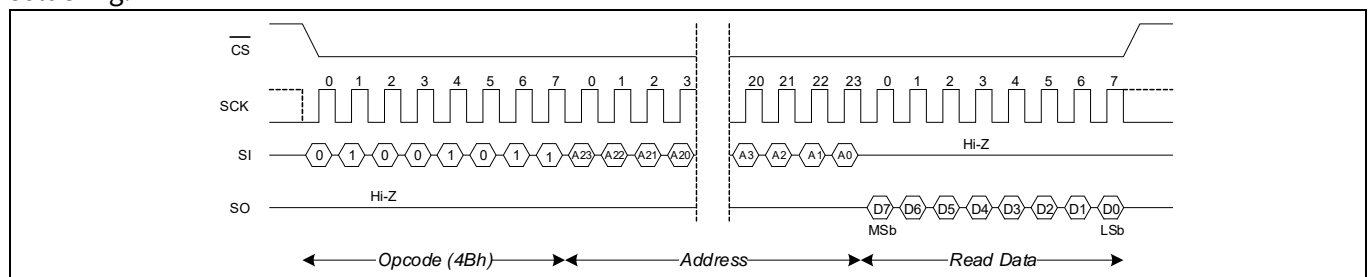 CS
0 1 2 3 4 5 6 7 0 1 2 3 20 21 22 23 0 1 2 3 4 5 6 7
SCK
SI 0 1 0 0 1 0 1 1 A23 A22 A21 A20 A3 A2 A1 A0 Hi-Z
Hi-Z
SO D7 D6 D5 D4 D3 D2 D1 D0
MSb LSb
Opcode (4Bh) Address Read Data